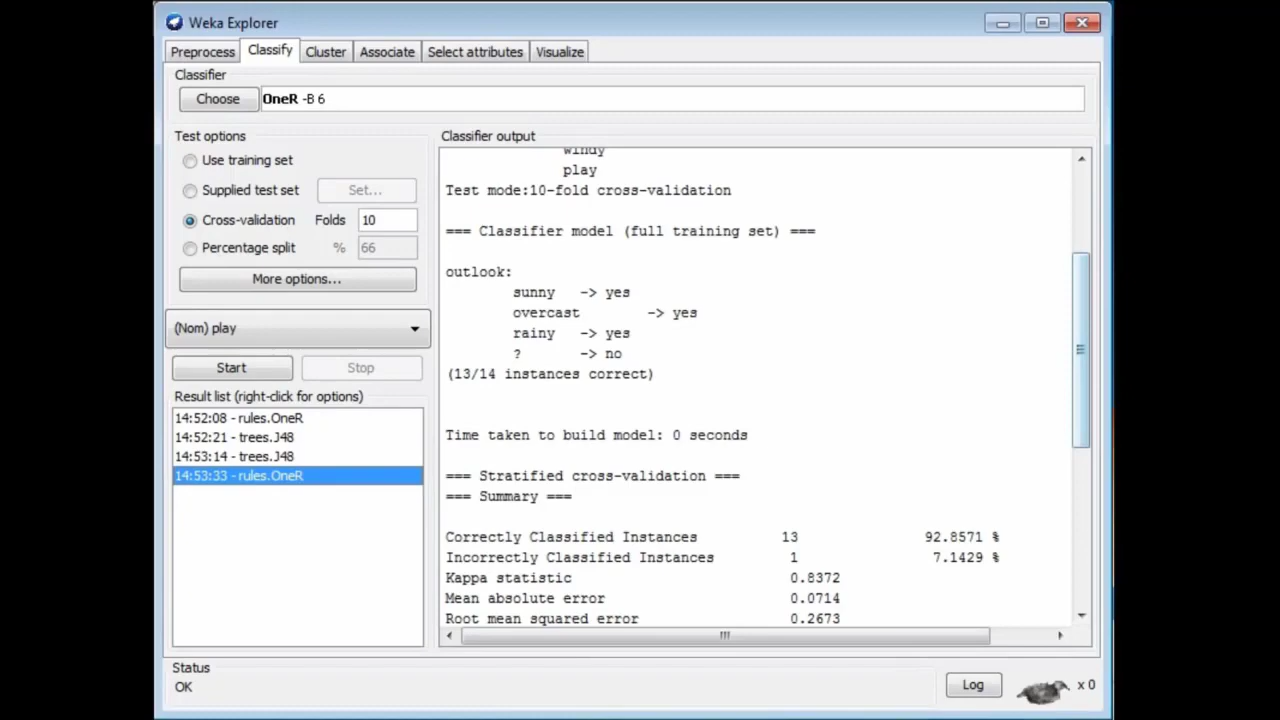 Weka Explorer
Preprocess Classify Cluster Associate Select attributes Visualize
Classifier
Choose OneR -B 6
Test options
Use training set
Supplied test set Set...
Cross-validation Folds 10
Percentage split % 66
More options...
(Nom) play
Start Stop
Result list (right-click for options)
14:52:08 - rules.OneR
14:52:21 - trees.J48
14:53:14 - trees.J48
14:53:33 - rules.OneR
Classifier output
windy
play
Test mode:10-fold cross-validation
=== Classifier model (full training set) ===
outlook:
sunny -> yes
overcast -> yes
rainy -> yes
? -> no
(13/14 instances correct)
Time taken to build model: 0 seconds
=== Stratified cross-validation ===
=== Summary ===
Correctly Classified Instances 13 92.8571 %
Incorrectly Classified Instances 1 7.1429 %
Kappa statistic 0.8372
Mean absolute error 0.0714
Root mean squared error 0.2673
Status
OK
Log x 0